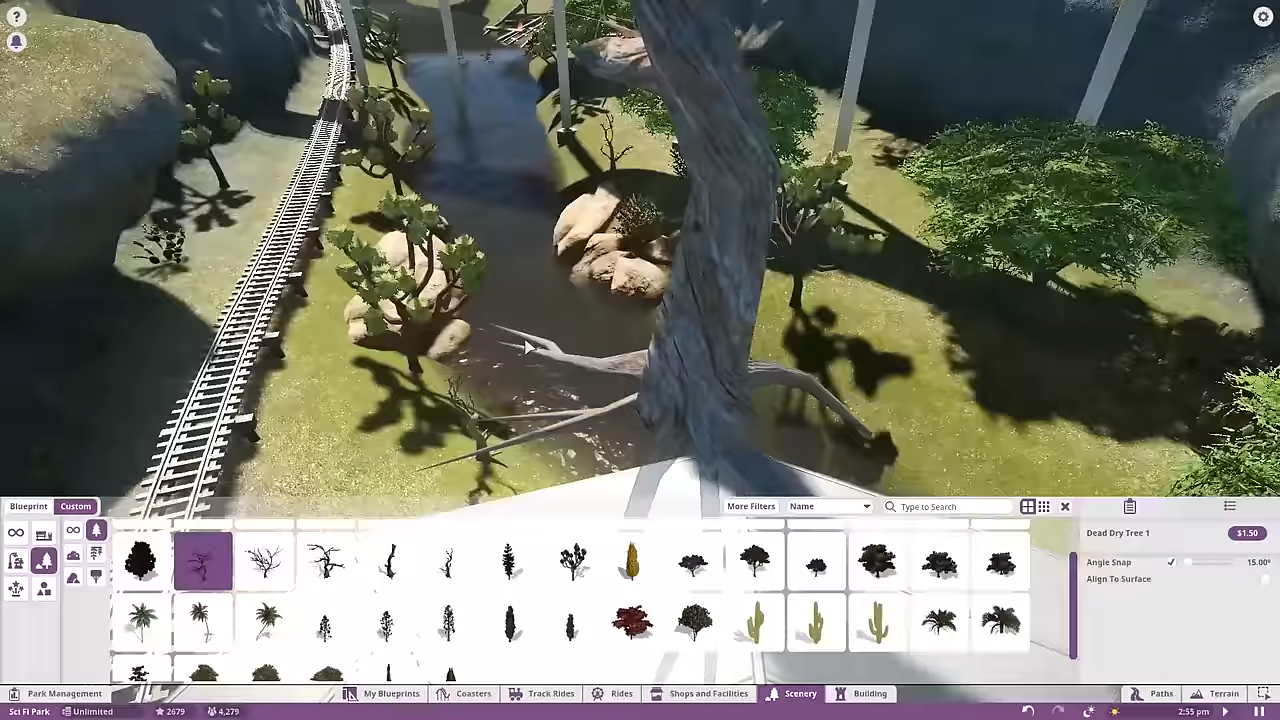 ?
Blueprint Custom More Filters Name Type to Search
Dead Dry Tree 1 $1.50
Angle Snap 15.00°
Align To Surface
Park Management My Blueprints Coasters Track Rides Rides Shops and Facilities Scenery Building Paths Terrain
Sci Fi Park Unlimited 2679 4,279 2:55 pm